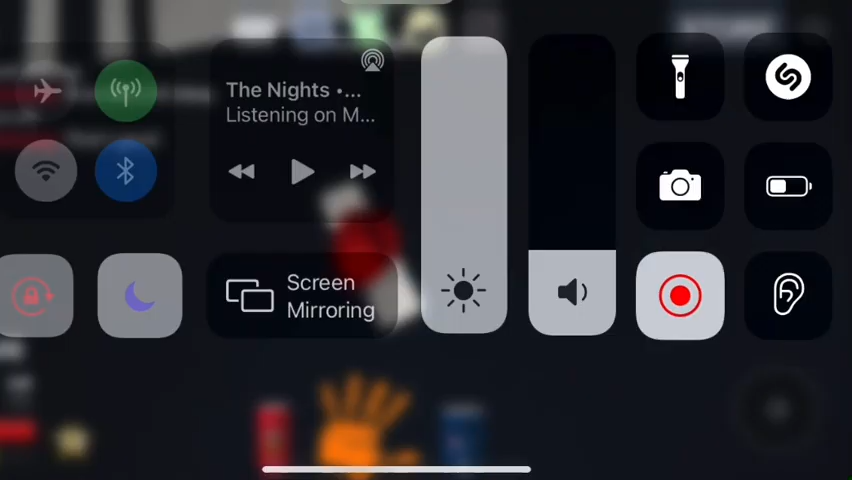 The Nights •...
Listening on M...
Screen
Mirroring